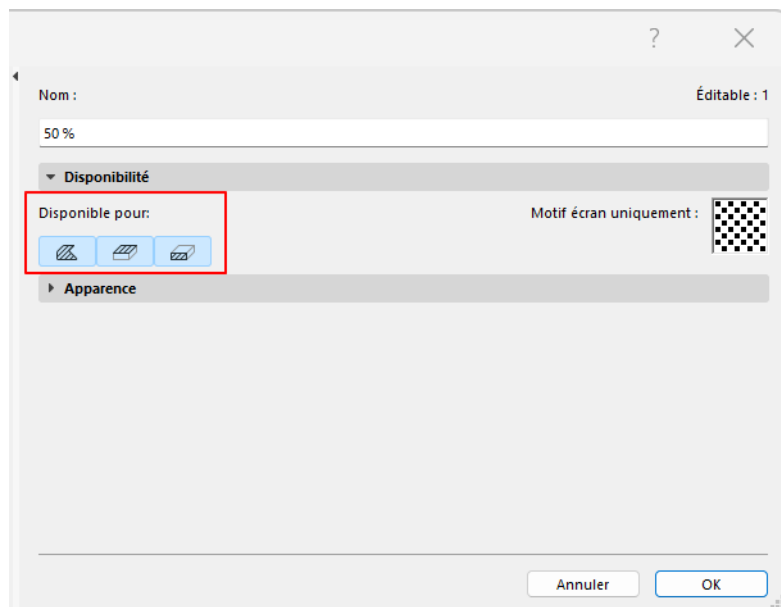 ?
Nom :
Éditable : 1
50 %
Disponibilité
Disponible pour:
Motif écran uniquement :
Apparence
Annuler
OK